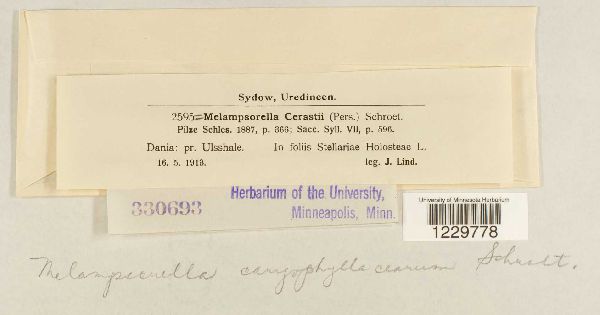 Sydow, Uredineen.
2595. Melampsorella Cerastii (Pers.) Schroet.
Pilze Schles. 1887, p. 366; Sacc. Syll. VII, p. 596.
Dania: pr. Ulsshale. In foliis Stellariae Holosteae L.
16. 5. 1913. leg. J. Lind.
330693
Herbarium of the University,
Minneapolis, Minn.
University of Minnesota Herbarium
1229778
Melampsorella caryophyllacearum Schroet.